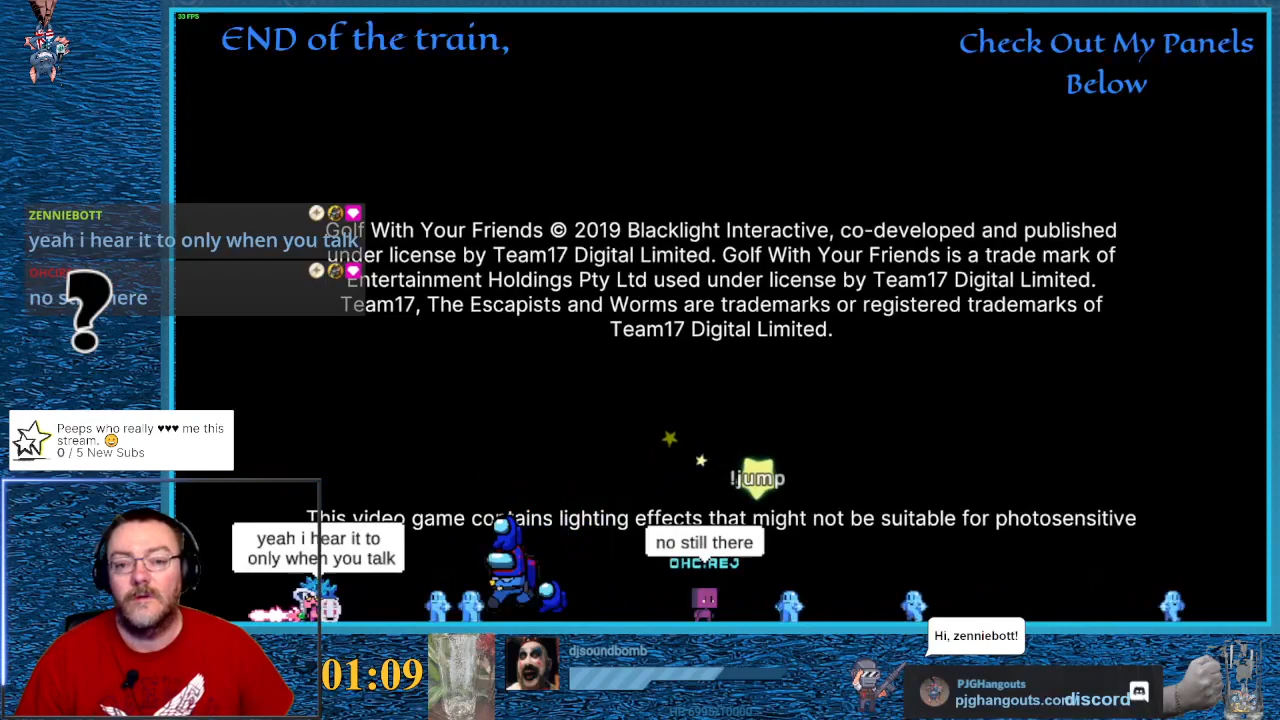 33 FPS
END of the train,
Check Out My Panels
Below
ZENNIEBOTT
yeah i hear it to only when you talk
no still there
Golf With Your Friends © 2019 Blacklight Interactive, co-developed and published
under license by Team17 Digital Limited. Golf With Your Friends is a trade mark of
Entertainment Holdings Pty Ltd used under license by Team17 Digital Limited.
Team17, The Escapists and Worms are trademarks or registered trademarks of
Team17 Digital Limited.
?
Peeps who really ♥♥♥ me this
stream. 😀
0 / 5 New Subs
!jump
This video game contains lighting effects that might not be suitable for photosensitive
yeah i hear it to
only when you talk
no still there
OHCIREJ
Hi, zenniebott!
01:09
djsoundbomb
PJGHangouts
pjghangouts.com
discord